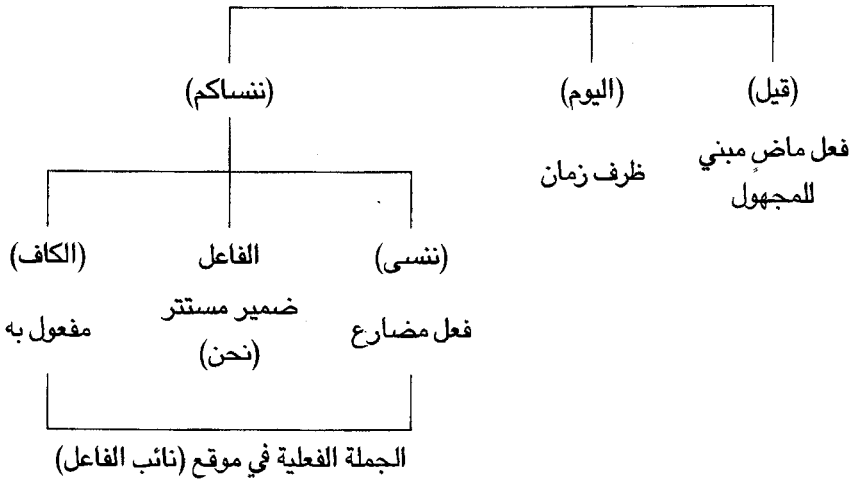 (قيل) (اليوم) (ننساكم)
فعل ماضٍ مبني
للمجهول
ظرف زمان
(ننسى) الفاعل (الكاف)
فعل مضارع
ضمير مستتر
(نحن)
مفعول به
الجملة الفعلية في موقع (نائب الفاعل)